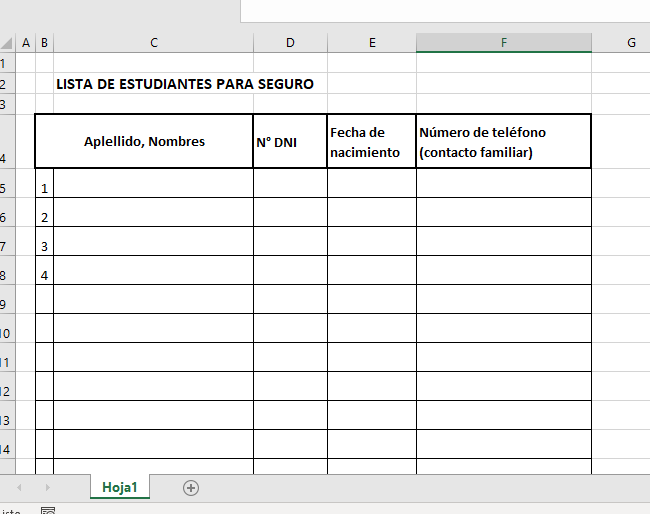 A B C D E F G
1
2 LISTA DE ESTUDIANTES PARA SEGURO
3
Fecha de Número de teléfono
Aplellido, Nombres N° DNI
4 nacimiento (contacto familiar)
5 1
6 2
7 3
8 4
9
10
11
12
13
14
Hoja1